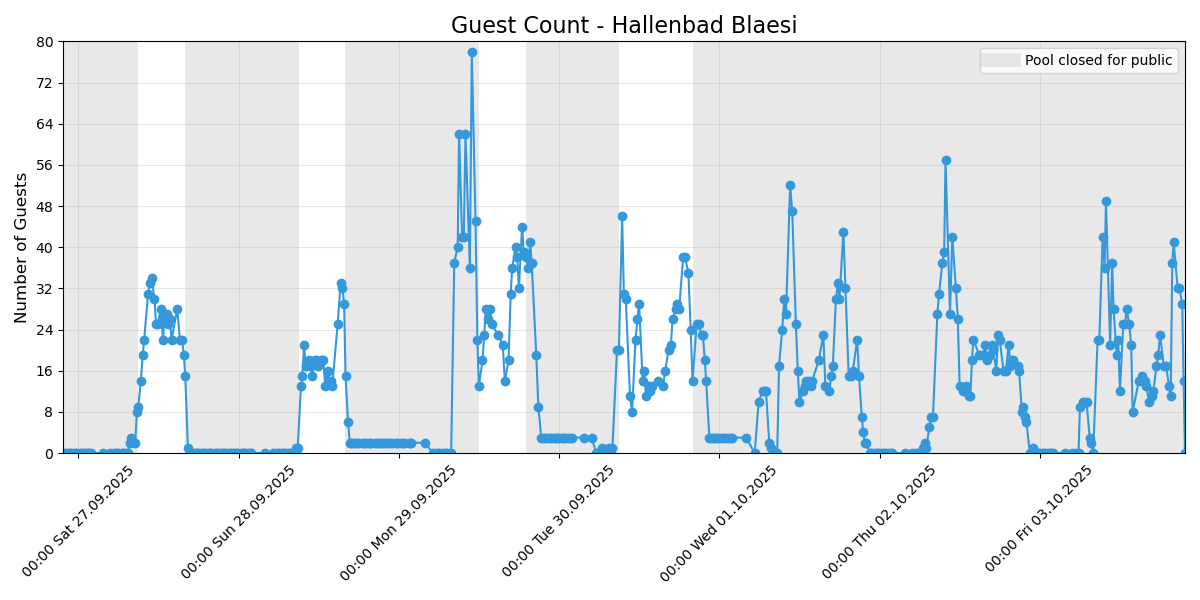 Guest Count - Hallenbad Blaesi
Pool closed for public
Number of Guests
80
72
64
56
48
40
32
24
16
8
0
00:00 Sat 27.09.2025
00:00 Sun 28.09.2025
00:00 Mon 29.09.2025
00:00 Tue 30.09.2025
00:00 Wed 01.10.2025
00:00 Thu 02.10.2025
00:00 Fri 03.10.2025